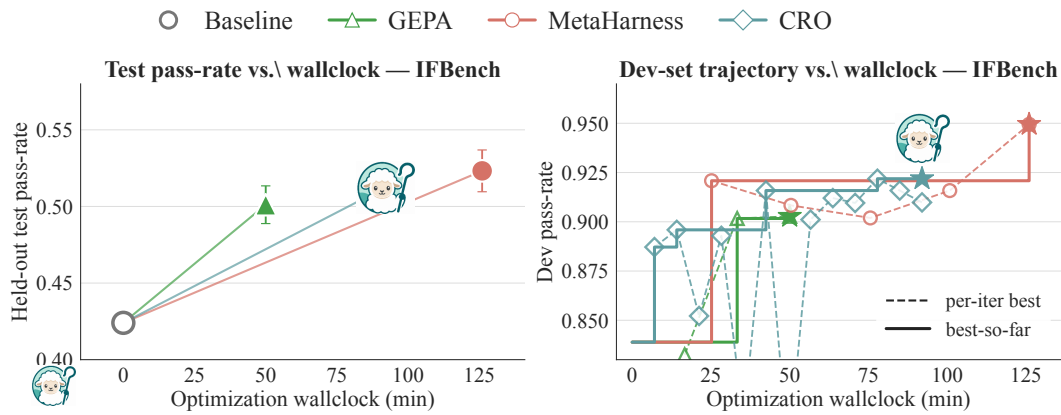 Baseline GEPA MetaHarness CRO
Test pass-rate vs.\ wallclock — IFBench
Held-out test pass-rate
0.55
0.50
0.45
0.40
0 25 50 75 100 125
Optimization wallclock (min)
Dev-set trajectory vs.\ wallclock — IFBench
Dev pass-rate
0.950
0.925
0.900
0.875
0.850
per-iter best
best-so-far
0 25 50 75 100 125
Optimization wallclock (min)